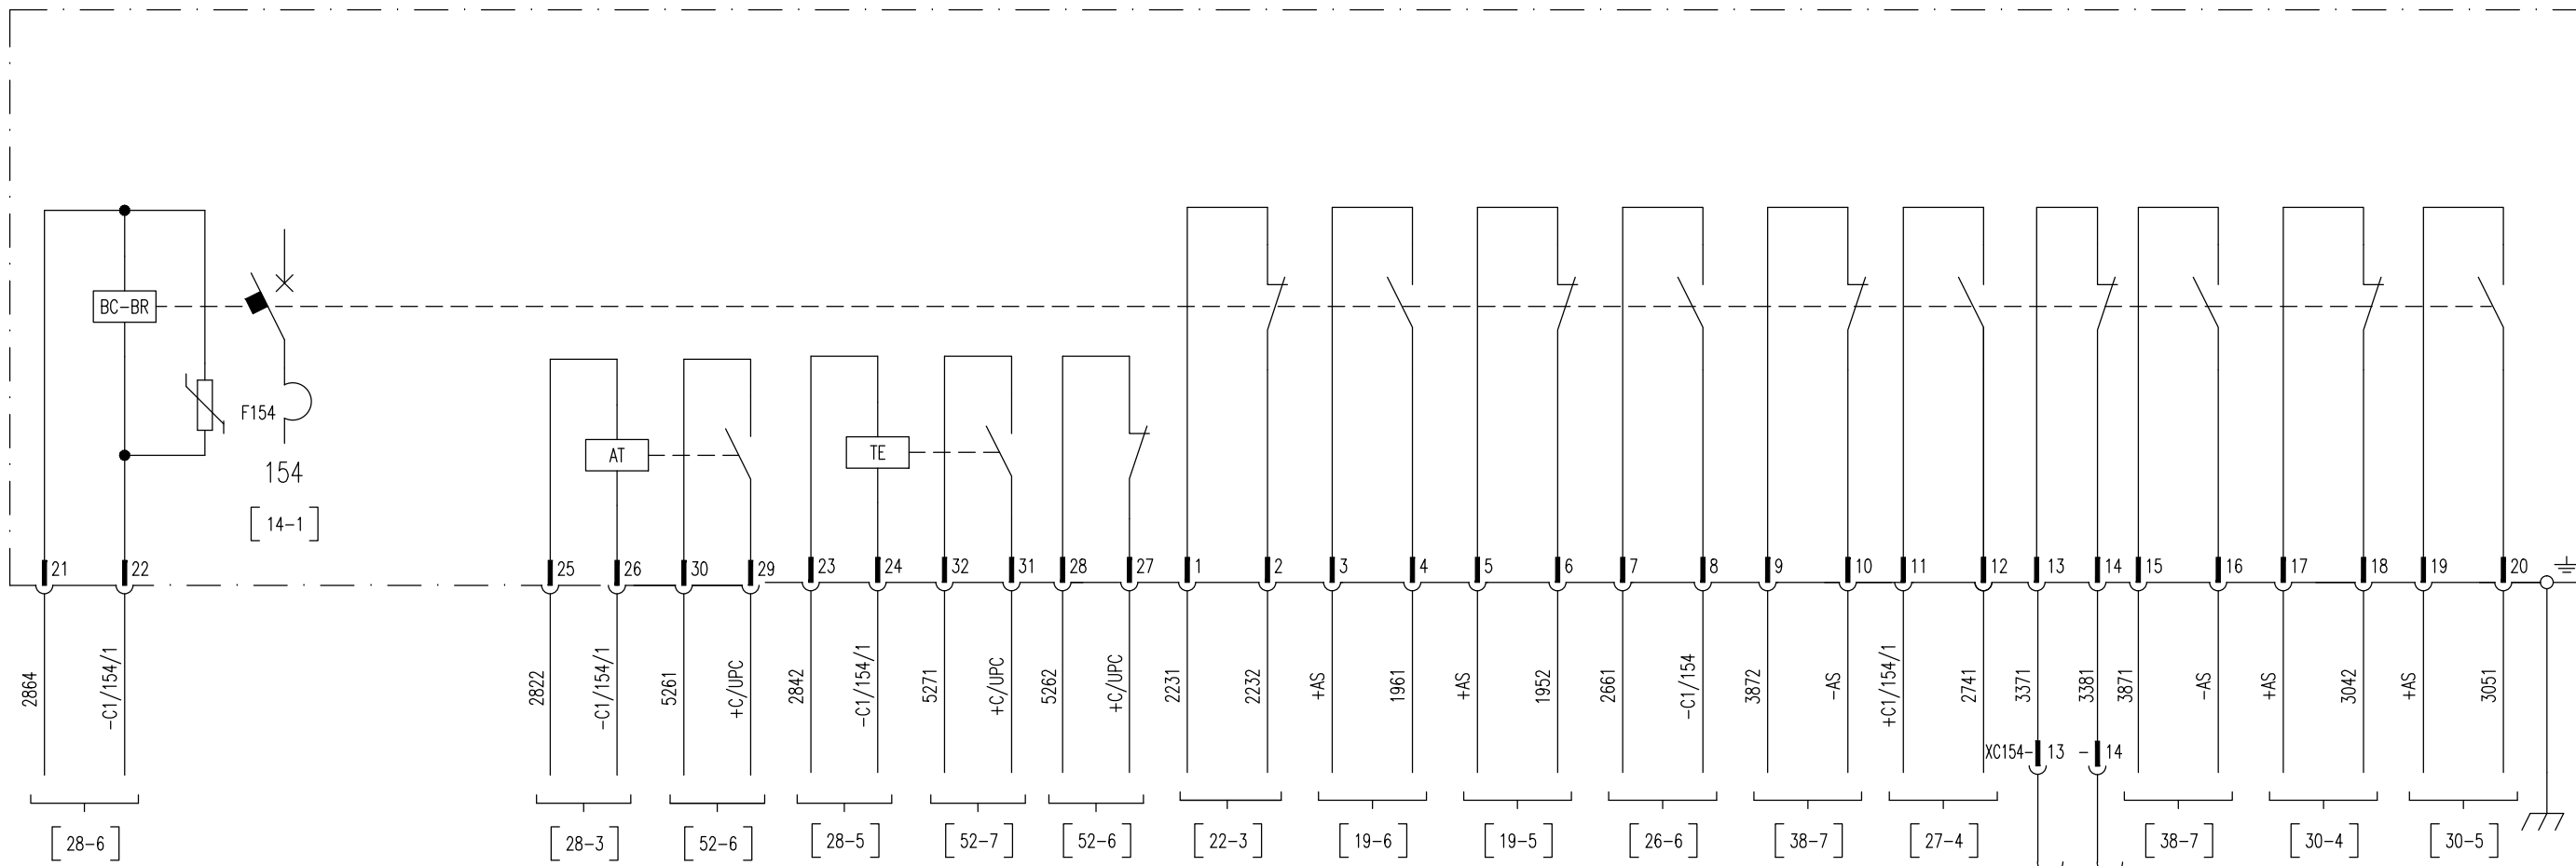 BC-BR
F154
154
14-1
AT
TE
21 22 25 26 30 29 23 24 32 31 28 27 1 2 3 4 5 6 7 8 9 10 11 12 13 14 15 16 17 18 19 20
2864 -C1/154/1 2822 -C1/154/1 5261 +C/UPC 2842 -C1/154/1 5271 +C/UPC 5262 +C/UPC 2231 2232 +AS 1961 +AS 1952 2661 -C1/154 3872 -AS +C1/154/1 2741 3371 3381 3871 -AS +AS 3042 +AS 3051
XC154- 13 - 14
28-6 28-3 52-6 28-5 52-7 52-6 22-3 19-6 19-5 26-6 38-7 27-4 38-7 30-4 30-5